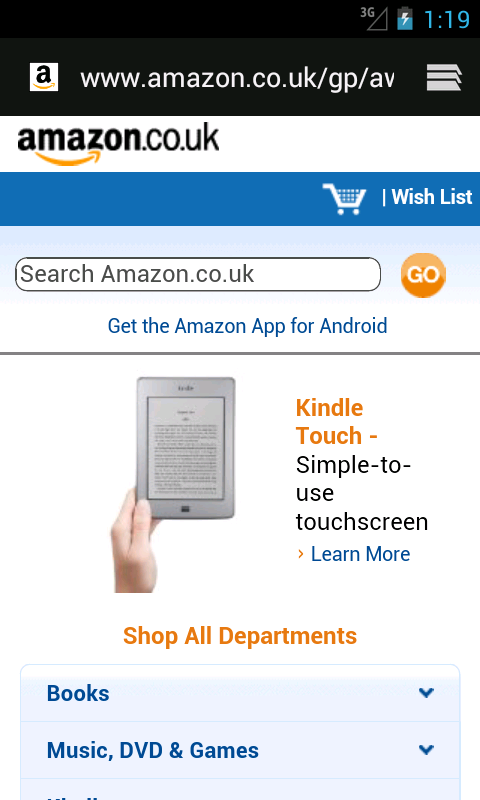 3G 1:19
a www.amazon.co.uk/gp/aw
amazon.co.uk
| Wish List
Search Amazon.co.uk GO
Get the Amazon App for Android
kindle
Kindle
Touch -
Simple-to-
use
touchscreen
› Learn More
Shop All Departments
Books
Music, DVD & Games